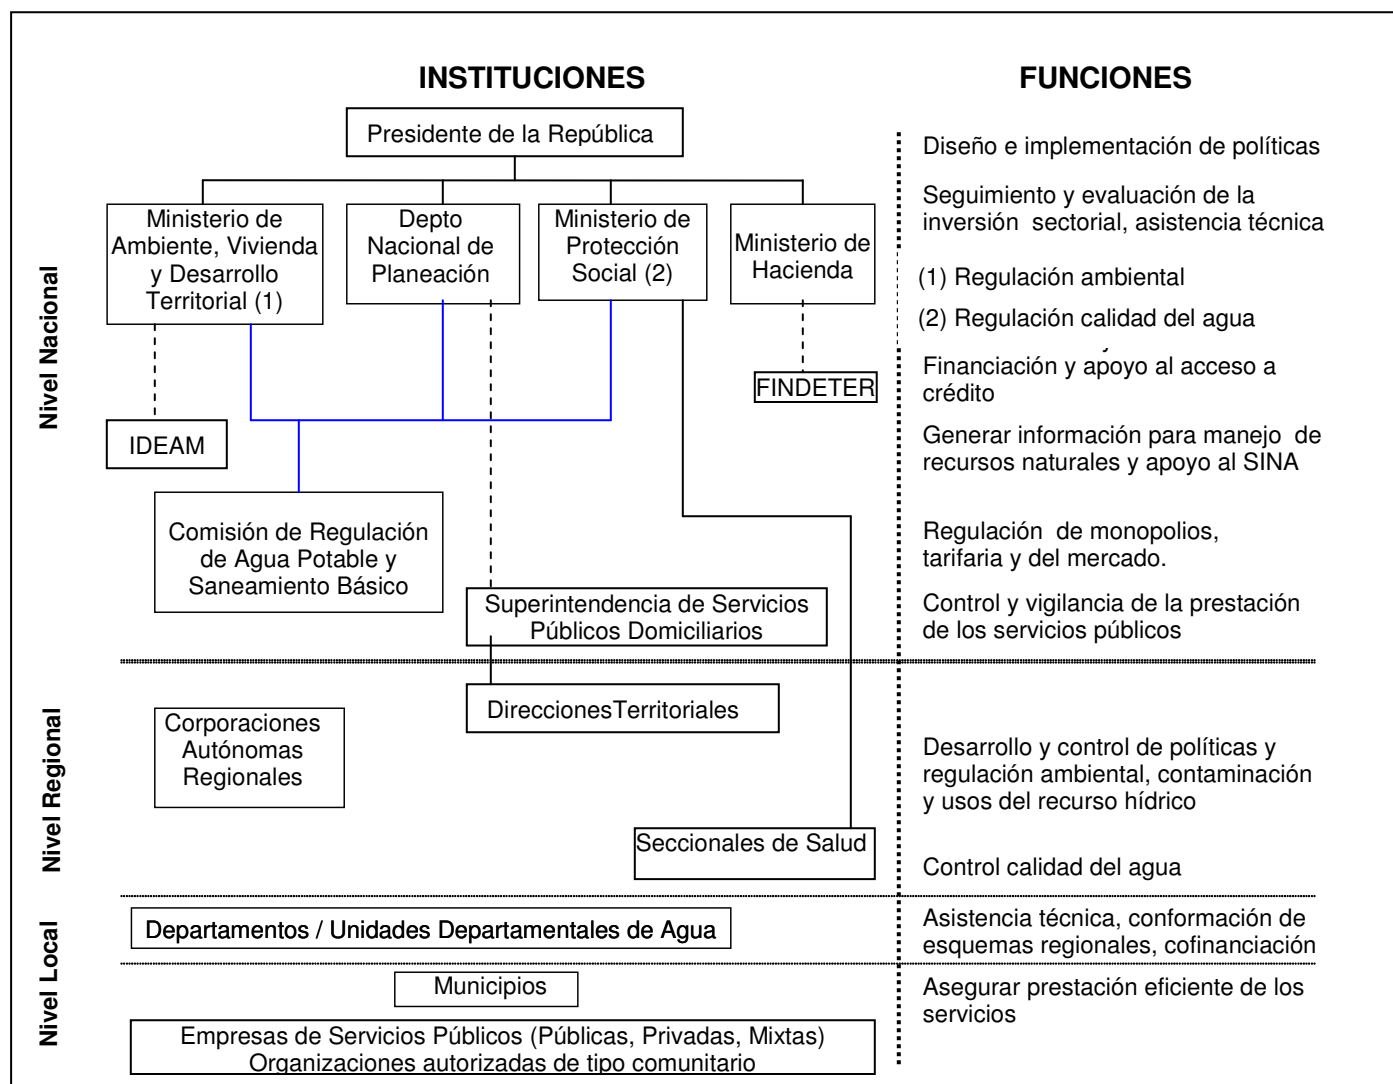 INSTITUCIONES
FUNCIONES
Presidente de la República
Diseño e implementación de políticas
Nivel Nacional
Ministerio de
Ambiente, Vivienda
y Desarrollo
Territorial (1)
Depto
Nacional de
Planeación
Ministerio de
Protección
Social (2)
Ministerio de
Hacienda
Seguimiento y evaluación de la
inversión sectorial, asistencia técnica
(1) Regulación ambiental
(2) Regulación calidad del agua
FINDETER
Financiación y apoyo al acceso a
crédito
IDEAM
Generar información para manejo de
recursos naturales y apoyo al SINA
Comisión de Regulación
de Agua Potable y
Saneamiento Básico
Regulación de monopolios,
tarifaria y del mercado.
Superintendencia de Servicios
Públicos Domiciliarios
Control y vigilancia de la prestación
de los servicios públicos
Nivel Regional
DireccionesTerritoriales
Corporaciones
Autónomas
Regionales
Desarrollo y control de políticas y
regulación ambiental, contaminación
y usos del recurso hídrico
Seccionales de Salud
Control calidad del agua
Nivel Local
Departamentos / Unidades Departamentales de Agua
Asistencia técnica, conformación de
esquemas regionales, cofinanciación
Municipios
Asegurar prestación eficiente de los
servicios
Empresas de Servicios Públicos (Públicas, Privadas, Mixtas)
Organizaciones autorizadas de tipo comunitario